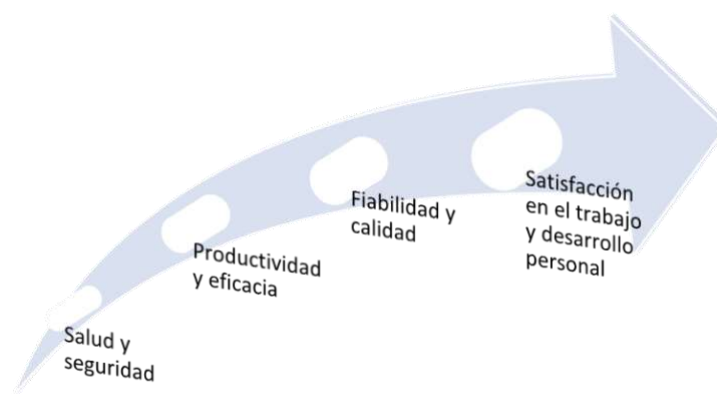 Salud y
seguridad
Productividad
y eficacia
Fiabilidad y
calidad
Satisfacción
en el trabajo
y desarrollo
personal